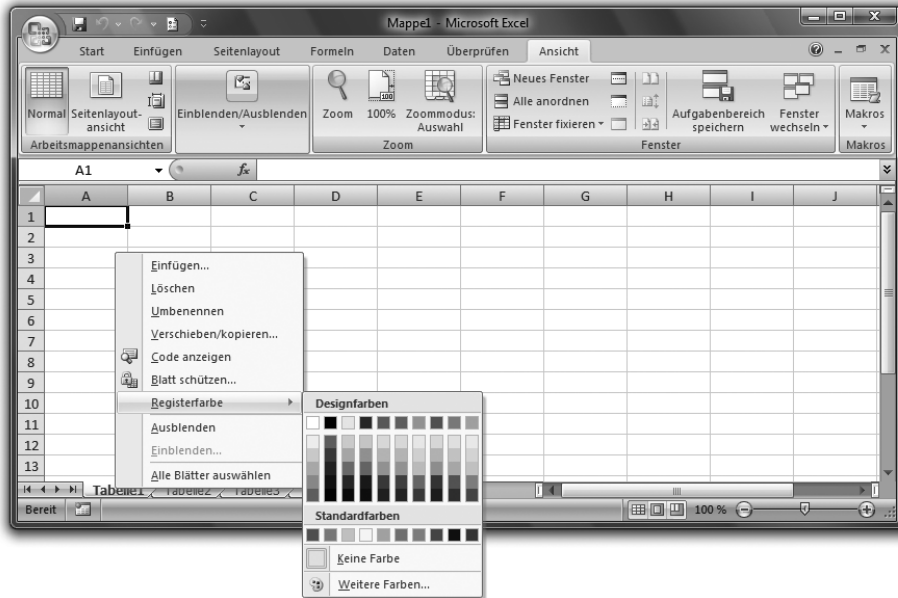 Mappe1 - Microsoft Excel
Start Einfügen Seitenlayout Formeln Daten Überprüfen Ansicht
Normal Seitenlayout-
ansicht
Arbeitsmappenansichten
Einblenden/Ausblenden
Zoom 100% Zoommodus:
Auswahl
Zoom
Neues Fenster
Alle anordnen
Fenster fixieren
Aufgabenbereich
speichern
Fenster
wechseln
Fenster
Makros
Makros
A1 fx
A B C D E F G H I J
1
2
3
4
5
6
7
8
9
10
11
12
13
Einfügen...
Löschen
Umbenennen
Verschieben/kopieren...
Code anzeigen
Blatt schützen...
Registerfarbe
Ausblenden
Einblenden...
Alle Blätter auswählen
Designfarben
Standardfarben
Keine Farbe
Weitere Farben...
Tabelle1 Tabelle2 Tabelle3
Bereit 100 %